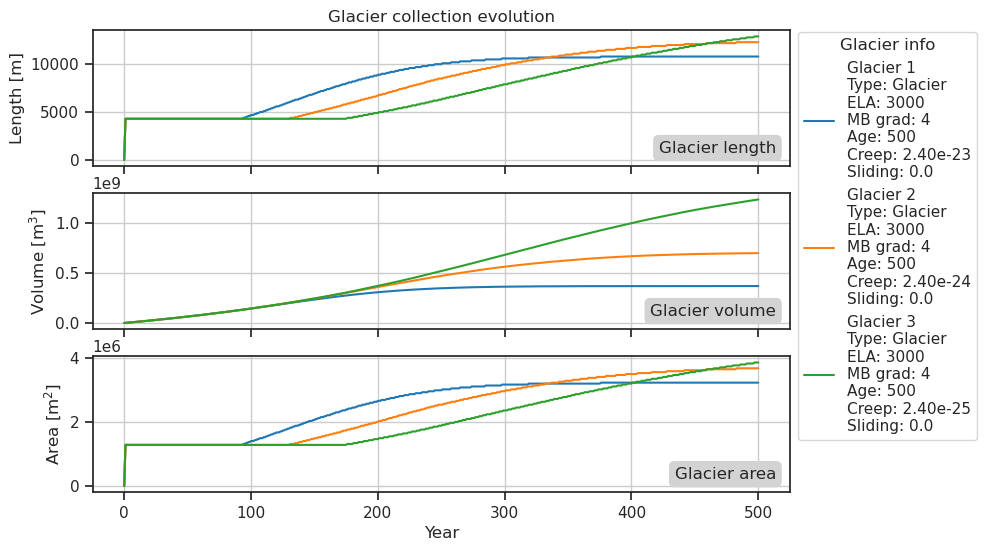 Glacier collection evolution
Length [m]
10000
5000
0
Glacier length
1e9
Volume [m³]
1.0
0.5
0.0
Glacier volume
1e6
Area [m²]
4
2
0
Glacier area
0 100 200 300 400 500
Year
Glacier info
Glacier 1
Type: Glacier
ELA: 3000
MB grad: 4
Age: 500
Creep: 2.40e-23
Sliding: 0.0
Glacier 2
Type: Glacier
ELA: 3000
MB grad: 4
Age: 500
Creep: 2.40e-24
Sliding: 0.0
Glacier 3
Type: Glacier
ELA: 3000
MB grad: 4
Age: 500
Creep: 2.40e-25
Sliding: 0.0